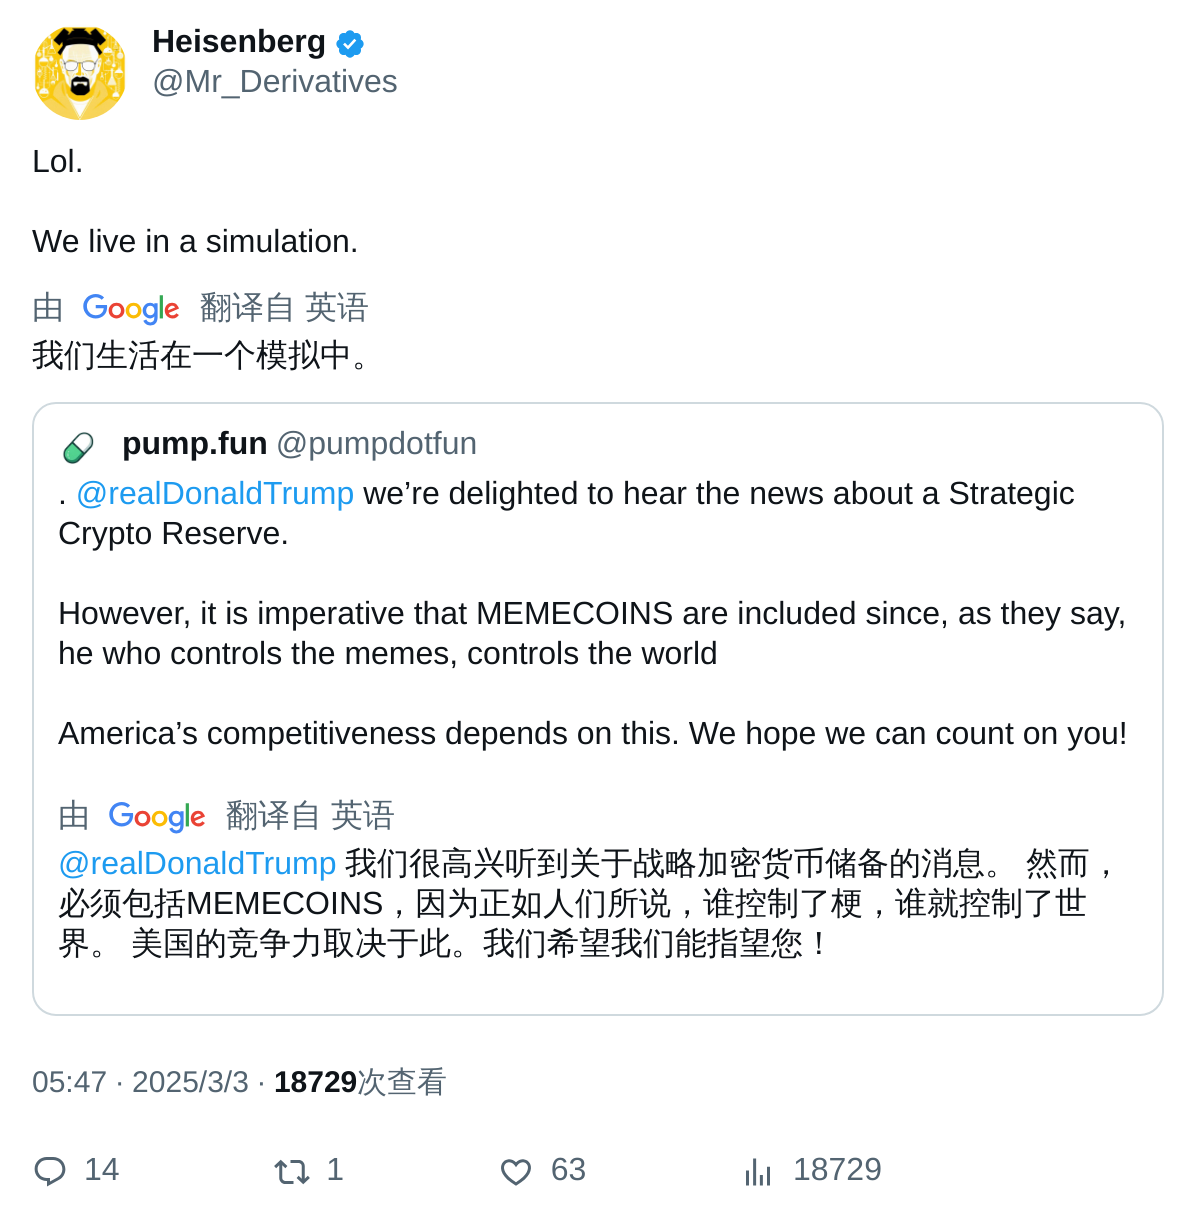 Heisenberg
@Mr_Derivatives
Lol.
We live in a simulation.
由 Google 翻译自 英语
我们生活在一个模拟中。
pump.fun @pumpdotfun
. @realDonaldTrump we’re delighted to hear the news about a Strategic
Crypto Reserve.
However, it is imperative that MEMECOINS are included since, as they say,
he who controls the memes, controls the world
America’s competitiveness depends on this. We hope we can count on you!
由 Google 翻译自 英语
@realDonaldTrump 我们很高兴听到关于战略加密货币储备的消息。 然而，
必须包括MEMECOINS，因为正如人们所说，谁控制了梗，谁就控制了世
界。 美国的竞争力取决于此。我们希望我们能指望您！
05:47 · 2025/3/3 · 18729次查看
14 1 63 18729